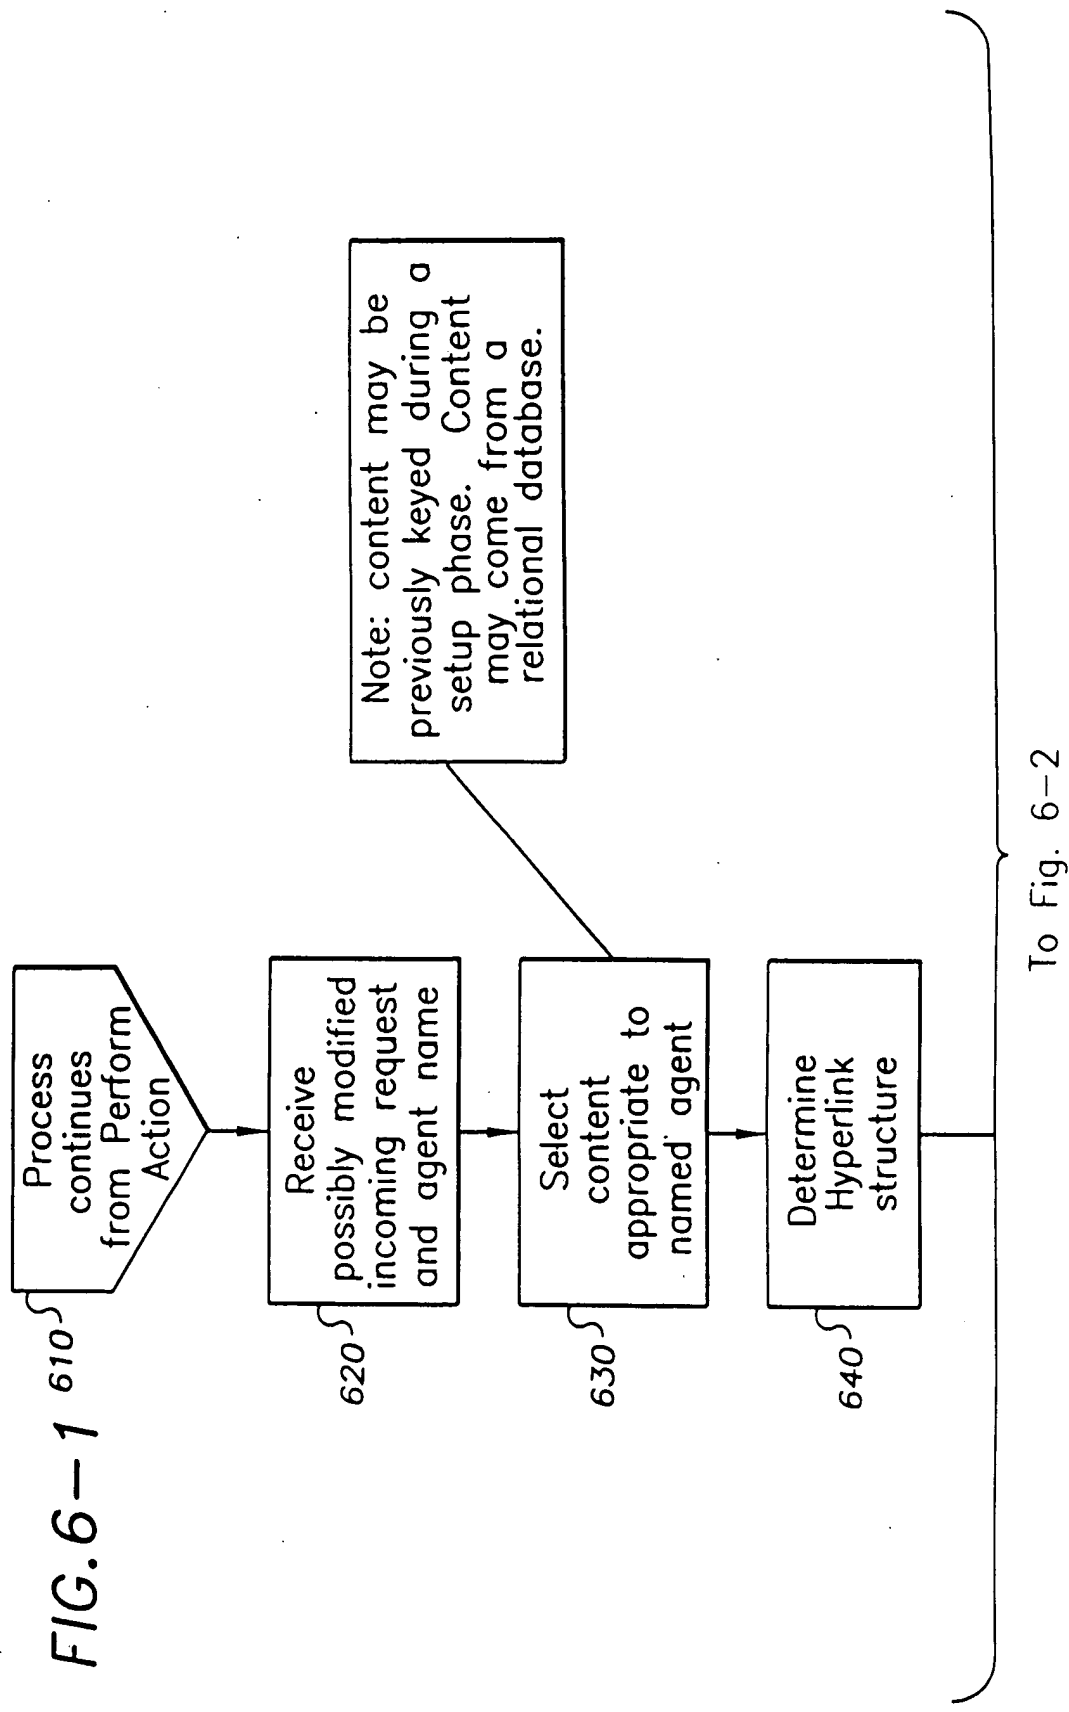 FIG.6-1
610
Process
continues
from Perform
Action
620
Receive
possibly modified
incoming request
and agent name
630
Select
content
appropriate to
named agent
Note: content may be
previously keyed during a
setup phase. Content
may come from a
relational database.
640
Determine
Hyperlink
structure
To Fig. 6-2